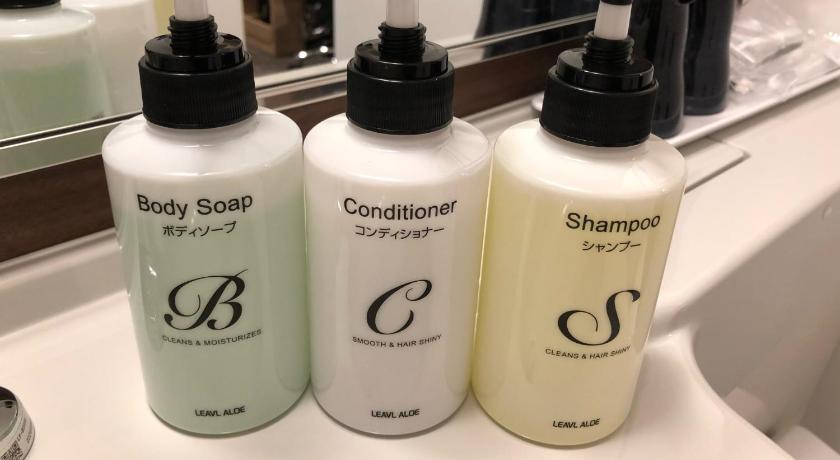 Body Soap
ボディソープ
B
CLEANS & MOISTURIZES
LEAVL ALOE
Conditioner
コンディショナー
C
SMOOTH & HAIR SHINY
LEAVL ALOE
Shampoo
シャンプー
S
CLEANS & HAIR SHINY
LEAVL ALOE